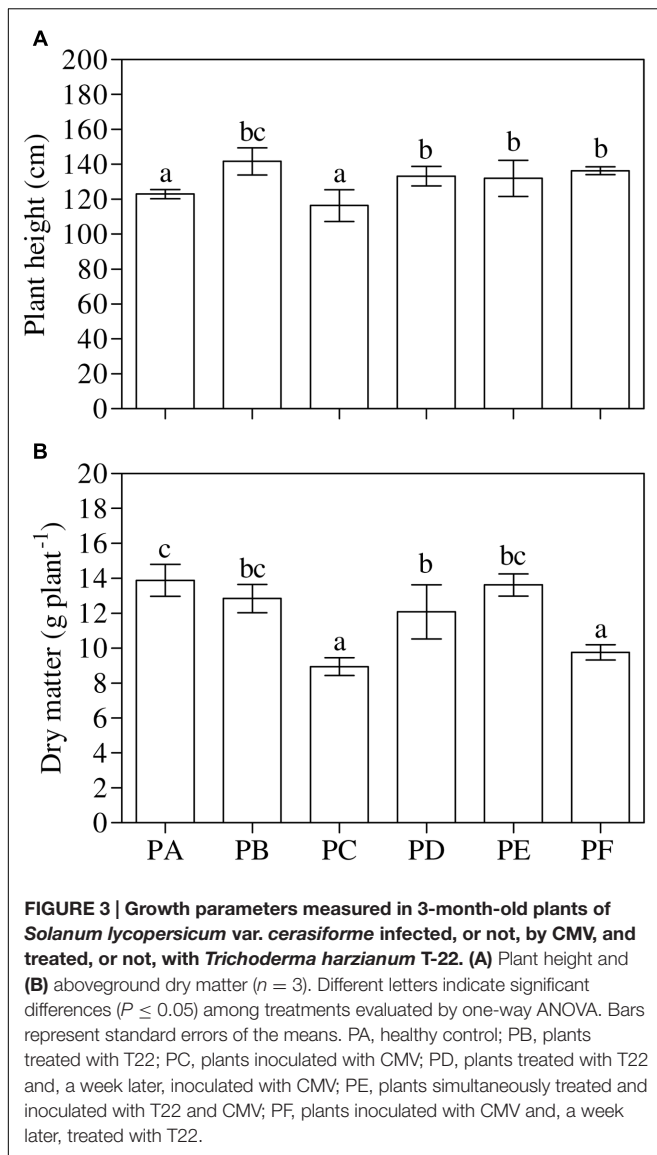 A
Plant height (cm)
200
180
160
140
120
100
80
60
40
20
0
a
bc
a
b
b
b
B
Dry matter (g plant⁻¹)
20
18
16
14
12
10
8
6
4
2
0
c
bc
a
b
bc
a
PA PB PC PD PE PF
FIGURE 3 | Growth parameters measured in 3-month-old plants of
Solanum lycopersicum var. cerasiforme infected, or not, by CMV, and
treated, or not, with Trichoderma harzianum T-22. (A) Plant height and
(B) aboveground dry matter (n = 3). Different letters indicate significant
differences (P ≤ 0.05) among treatments evaluated by one-way ANOVA. Bars
represent standard errors of the means. PA, healthy control; PB, plants
treated with T22; PC, plants inoculated with CMV; PD, plants treated with T22
and, a week later, inoculated with CMV; PE, plants simultaneously treated and
inoculated with T22 and CMV; PF, plants inoculated with CMV and, a week
later, treated with T22.